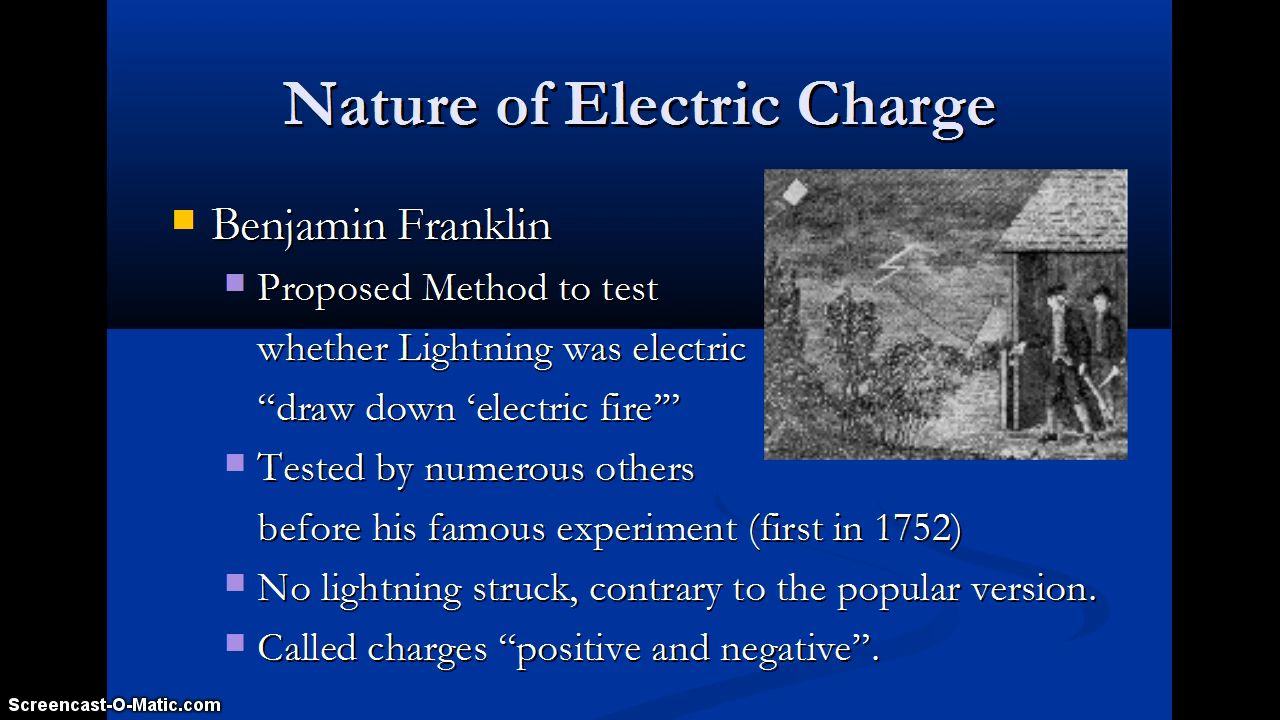 Nature of Electric Charge
Benjamin Franklin
Proposed Method to test
whether Lightning was electric
“draw down ‘electric fire’”
Tested by numerous others
before his famous experiment (first in 1752)
No lightning struck, contrary to the popular version.
Called charges “positive and negative”.
Screencast-O-Matic.com